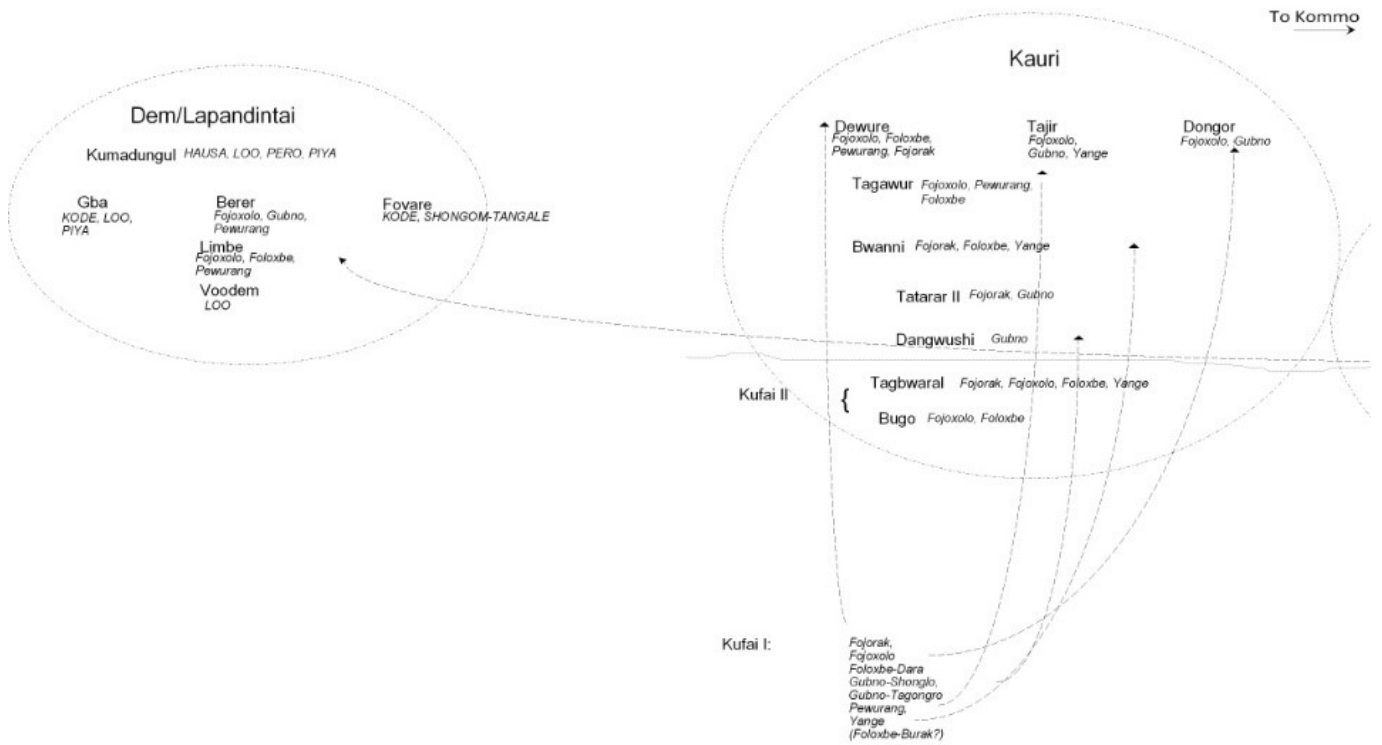 To Kommo
Kauri
Dem/Lapandintai
Kumadungul HAUSA, LOO, PERO, PIYA
Gba
KODE, LOO,
PIYA
Berer
Fojoxolo, Gubno,
Pewurang
Fovare
KODE, SHONGOM-TANGALE
Limbe
Fojoxolo, Foloxbe,
Pewurang
Voodem
LOO
Dewure
Fojoxolo, Foloxbe,
Pewurang, Fojorak
Tajir
Fojoxolo,
Gubno, Yange
Dongor
Fojoxolo, Gubno
Tagawur Fojoxolo, Pewurang,
Foloxbe
Bwanni Fojorak, Foloxbe, Yange
Tatarar II Fojorak, Gubno
Dangwushi Gubno
Kufai II {
Tagbwaral Fojorak, Fojoxolo, Foloxbe, Yange
Bugo Fojoxolo, Foloxbe
Kufai I:
Fojorak,
Fojoxolo
Foloxbe-Dara
Gubno-Shonglo,
Gubno-Tagongro
Pewurang,
Yange
(Foloxbe-Burak?)